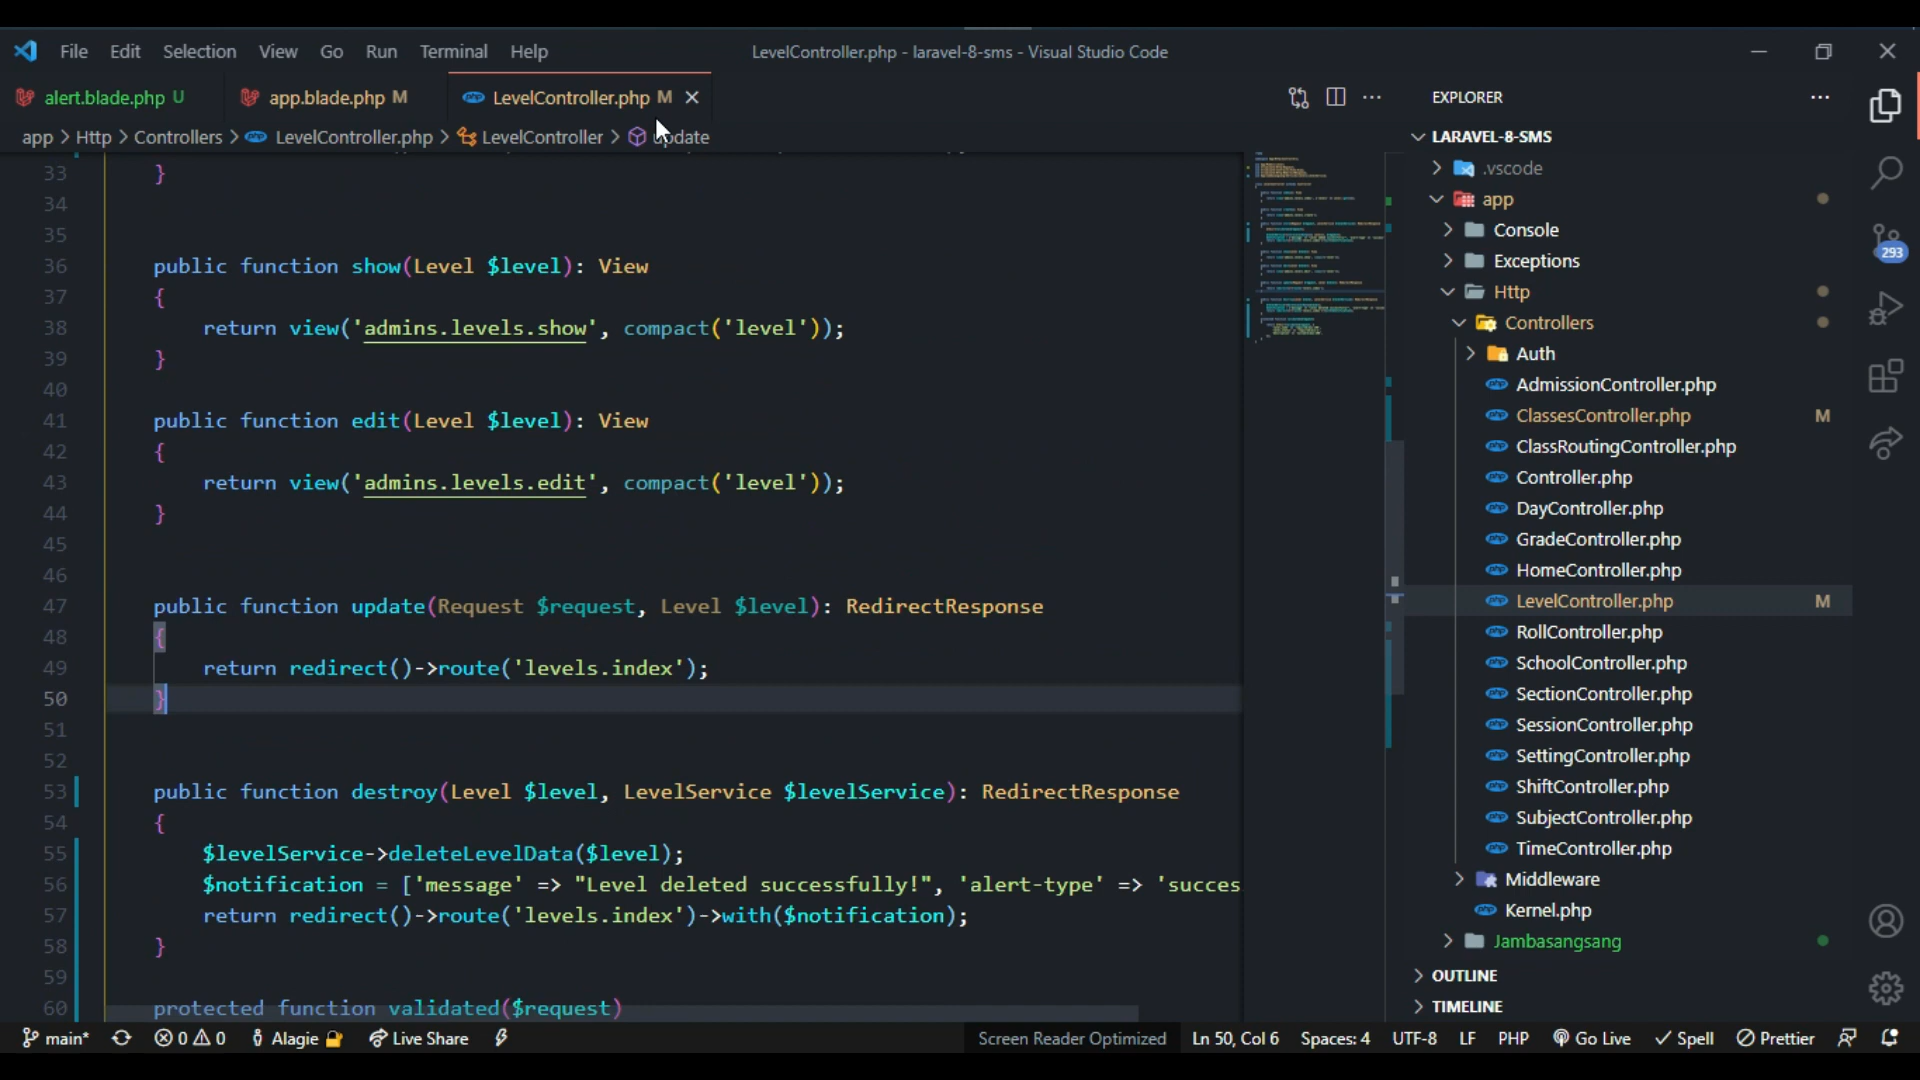 File Edit Selection View Go Run Terminal Help
LevelController.php - laravel-8-sms - Visual Studio Code
alert.blade.php U
app.blade.php M
LevelController.php M
app > Http > Controllers > LevelController.php > LevelController > update
33 }
34
35
36 public function show(Level $level): View
37 {
38 return view('admins.levels.show', compact('level'));
39 }
40
41 public function edit(Level $level): View
42 {
43 return view('admins.levels.edit', compact('level'));
44 }
45
46
47 public function update(Request $request, Level $level): RedirectResponse
48 {
49 return redirect()->route('levels.index');
50 }
51
52
53 public function destroy(Level $level, LevelService $levelService): RedirectResponse
54 {
55 $levelService->deleteLevelData($level);
56 $notification = ['message' => "Level deleted successfully!", 'alert-type' => 'succes
57 return redirect()->route('levels.index')->with($notification);
58 }
59
60 protected function validated($request)
EXPLORER
LARAVEL-8-SMS
.vscode
app
Console
Exceptions
Http
Controllers
Auth
AdmissionController.php
ClassesController.php M
ClassRoutingController.php
Controller.php
DayController.php
GradeController.php
HomeController.php
LevelController.php M
RollController.php
SchoolController.php
SectionController.php
SessionController.php
SettingController.php
ShiftController.php
SubjectController.php
TimeController.php
Middleware
Kernel.php
Jambasangsang
OUTLINE
TIMELINE
293
main* 0 0 Alagie Live Share
Screen Reader Optimized Ln 50, Col 6 Spaces: 4 UTF-8 LF PHP Go Live Spell Prettier